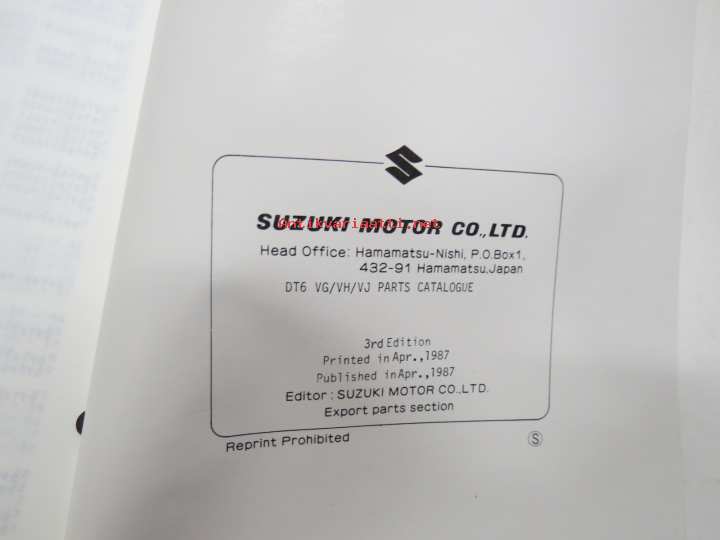 SUZUKI MOTOR CO.,LTD.
Antikvariaatti.net
Head Office: Hamamatsu-Nishi, P.O.Box1,
432-91 Hamamatsu,Japan
DT6 VG/VH/VJ PARTS CATALOGUE
3rd Edition
Printed in Apr.,1987
Published in Apr.,1987
Editor : SUZUKI MOTOR CO.,LTD.
Export parts section
Reprint Prohibited
S